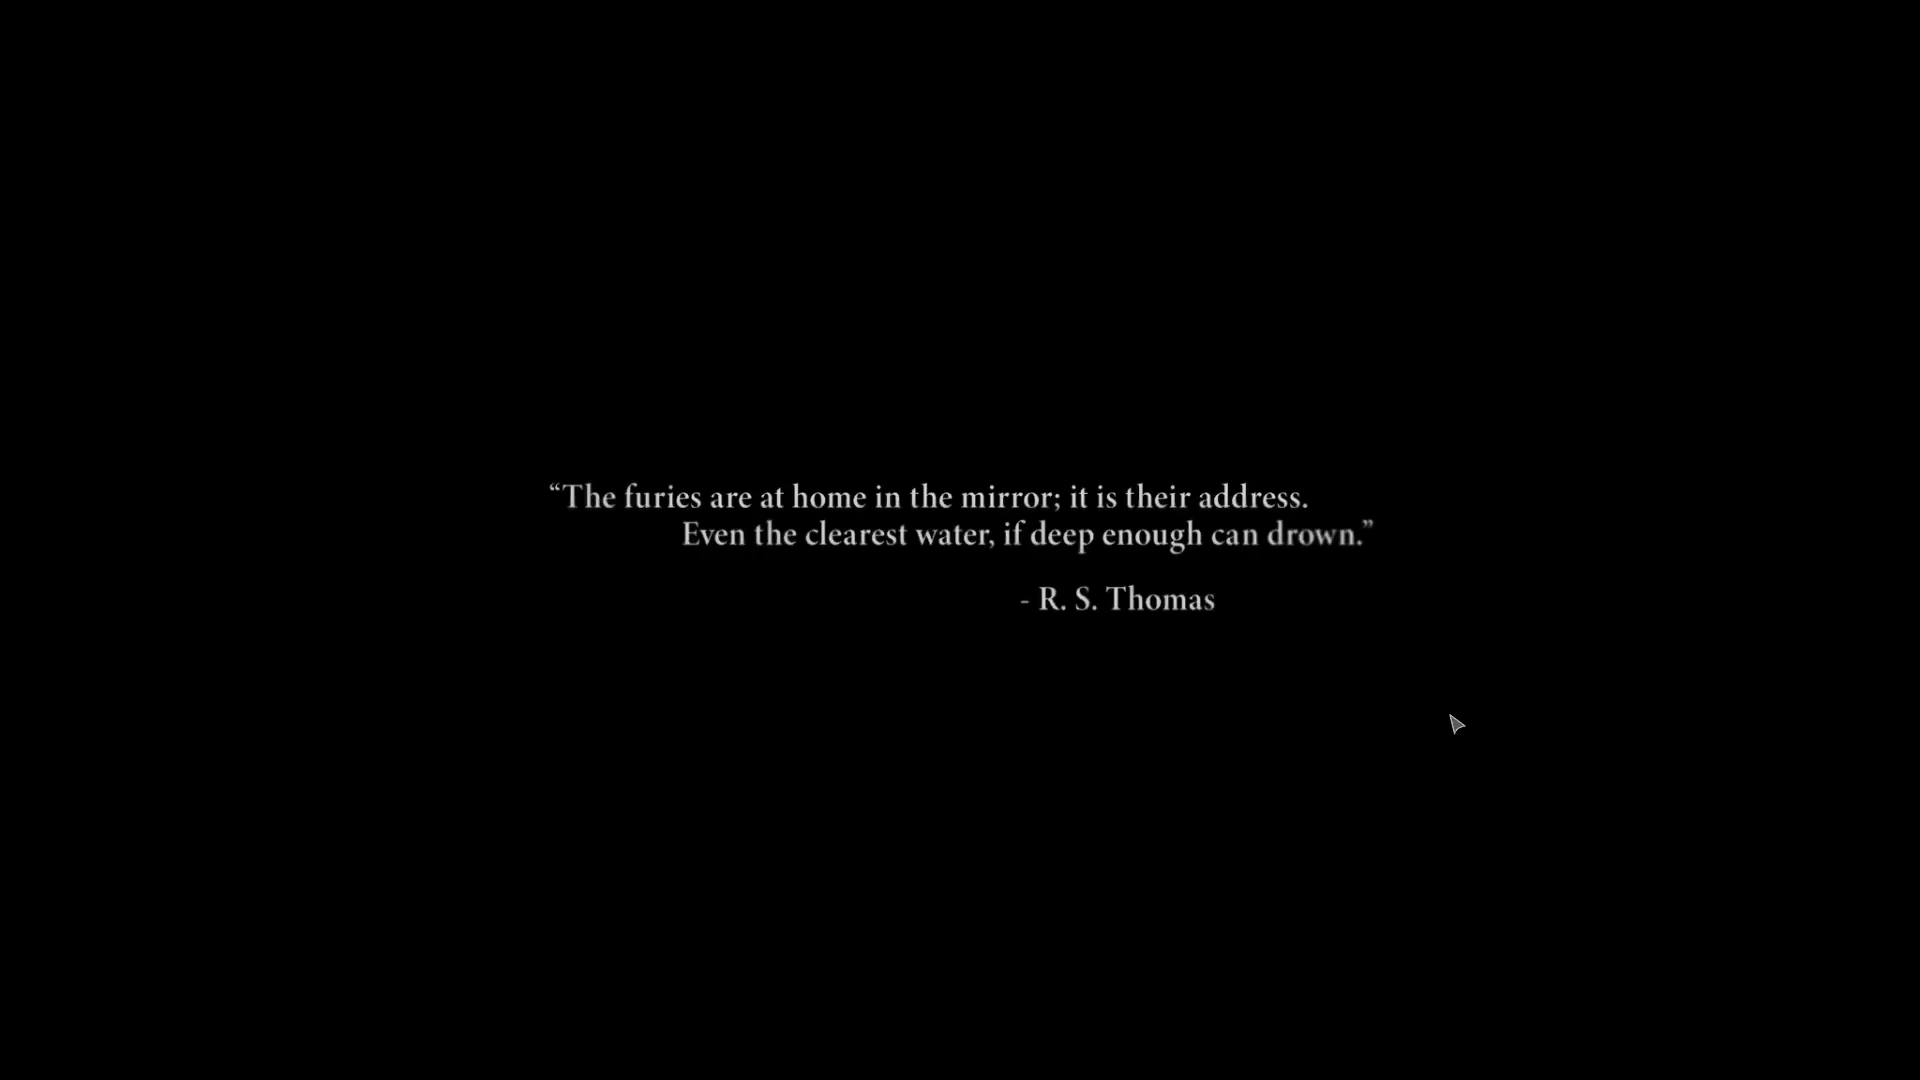 “The furies are at home in the mirror; it is their address.
Even the clearest water, if deep enough can drown.”
- R. S. Thomas